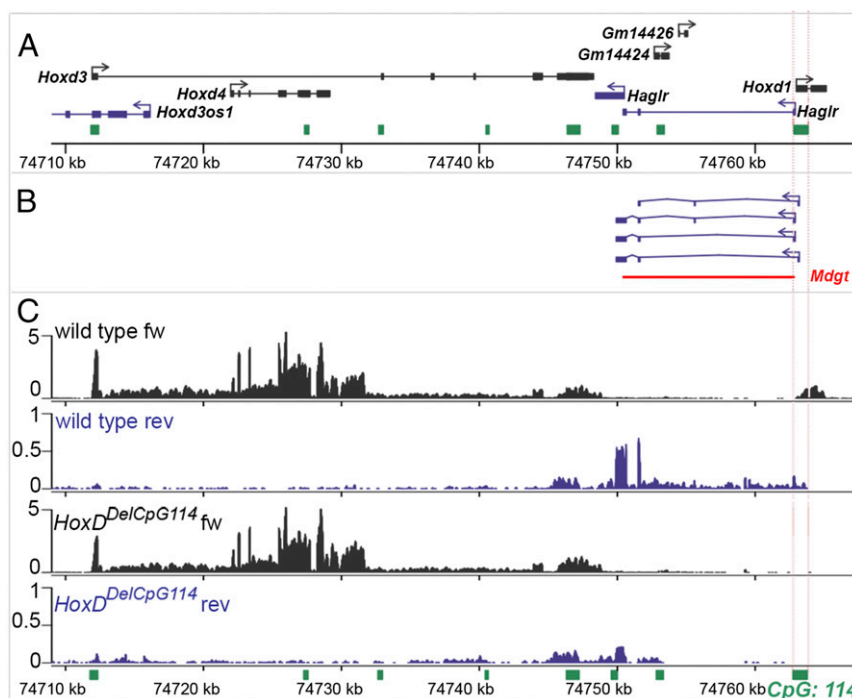 A
Gm14426
Gm14424
Hoxd1
Hoxd3
Hoxd4
Haglr
Hoxd3os1
Haglr
74710 kb 74720 kb 74730 kb 74740 kb 74750 kb 74760 kb
B
Mdgt
C
wild type fw
5
0
wild type rev
1
0.5
0
HoxD^DelCpG114 fw
5
0
HoxD^DelCpG114 rev
1
0.5
0
74710 kb 74720 kb 74730 kb 74740 kb 74750 kb 74760 kb
CpG: 114